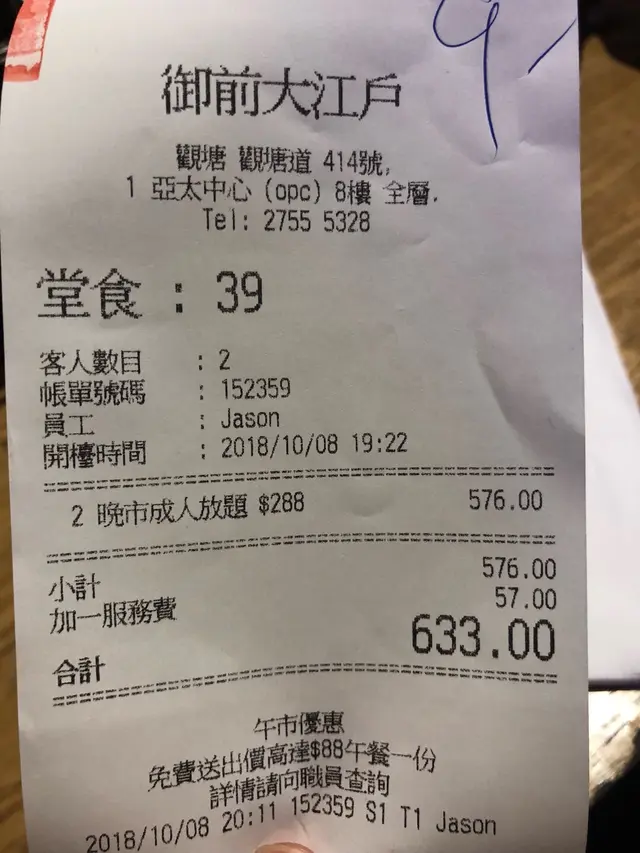 御前大江戶
觀塘 觀塘道 414號,
1 亞太中心 (opc) 8樓 全層.
Tel: 2755 5328
堂食 : 39
客人數目 : 2
帳單號碼 : 152359
員工 : Jason
開檯時間 : 2018/10/08 19:22
2 晚市成人放題 $288 576.00
小計 576.00
加一服務費 57.00
合計 633.00
午市優惠
免費送出價高達$88午餐一份
詳情請向職員查詢
2018/10/08 20:11 152359 S1 T1 Jason